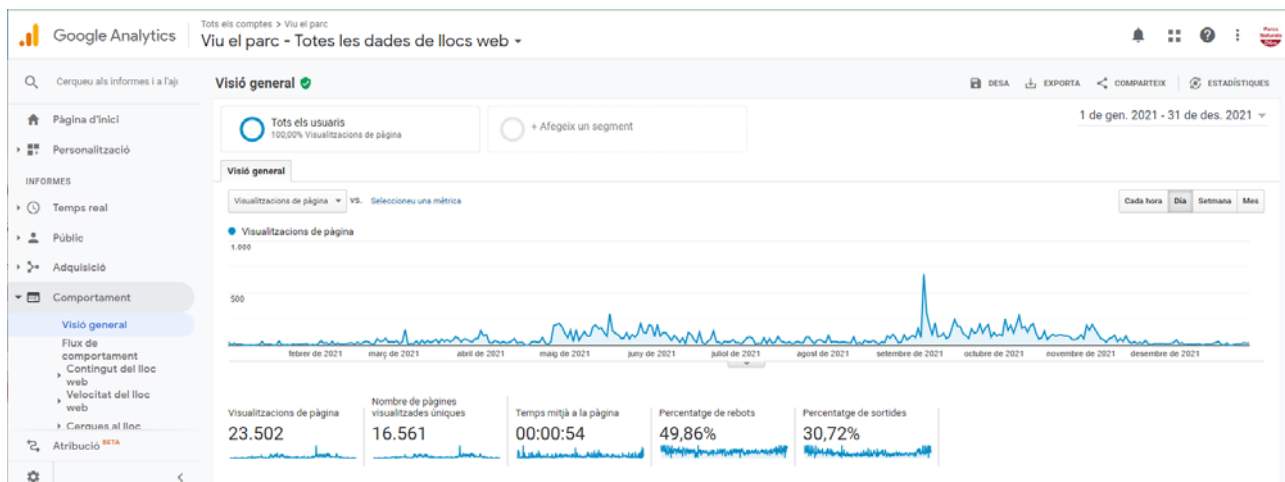 Tots els comptes > Viu el parc
Google Analytics
Viu el parc - Totes les dades de llocs web
Parcs
Naturals
Cerqueu als informes i a l'aju
Visió general
DESA
EXPORTA
COMPARTEIX
ESTADÍSTIQUES
Pàgina d'inici
Personalització
INFORMES
Temps real
Públic
Adquisició
Comportament
Visió general
Flux de
comportament
Contingut del lloc
web
Velocitat del lloc
web
Cerques al lloc
Atribució BETA
Tots els usuaris
100,00% Visualitzacions de pàgina
+ Afegeix un segment
1 de gen. 2021 - 31 de des. 2021
Visió general
Visualitzacions de pàgina
VS.
Seleccioneu una mètrica
Cada hora
Dia
Setmana
Mes
Visualitzacions de pàgina
1.000
500
febrer de 2021
març de 2021
abril de 2021
maig de 2021
juny de 2021
juliol de 2021
agost de 2021
setembre de 2021
octubre de 2021
novembre de 2021
desembre de 2021
Visualitzacions de pàgina
23.502
Nombre de pàgines
visualitzades úniques
16.561
Temps mitjà a la pàgina
00:00:54
Percentatge de rebots
49,86%
Percentatge de sortides
30,72%